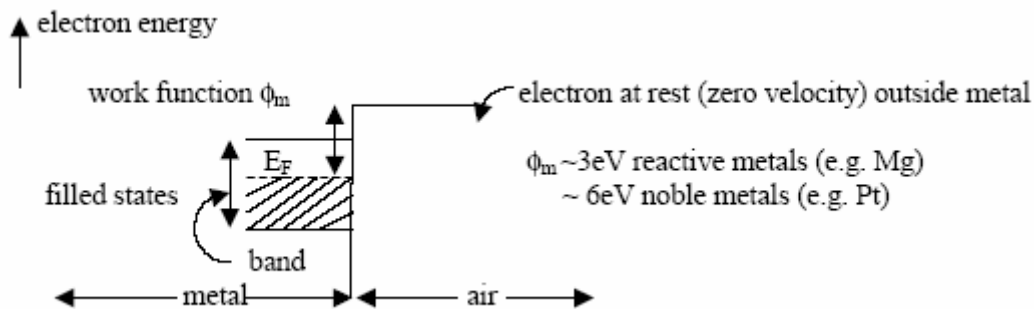 electron energy
work function ϕₘ
electron at rest (zero velocity) outside metal
E_F
ϕₘ ~3eV reactive metals (e.g. Mg)
filled states
~ 6eV noble metals (e.g. Pt)
band
metal
air